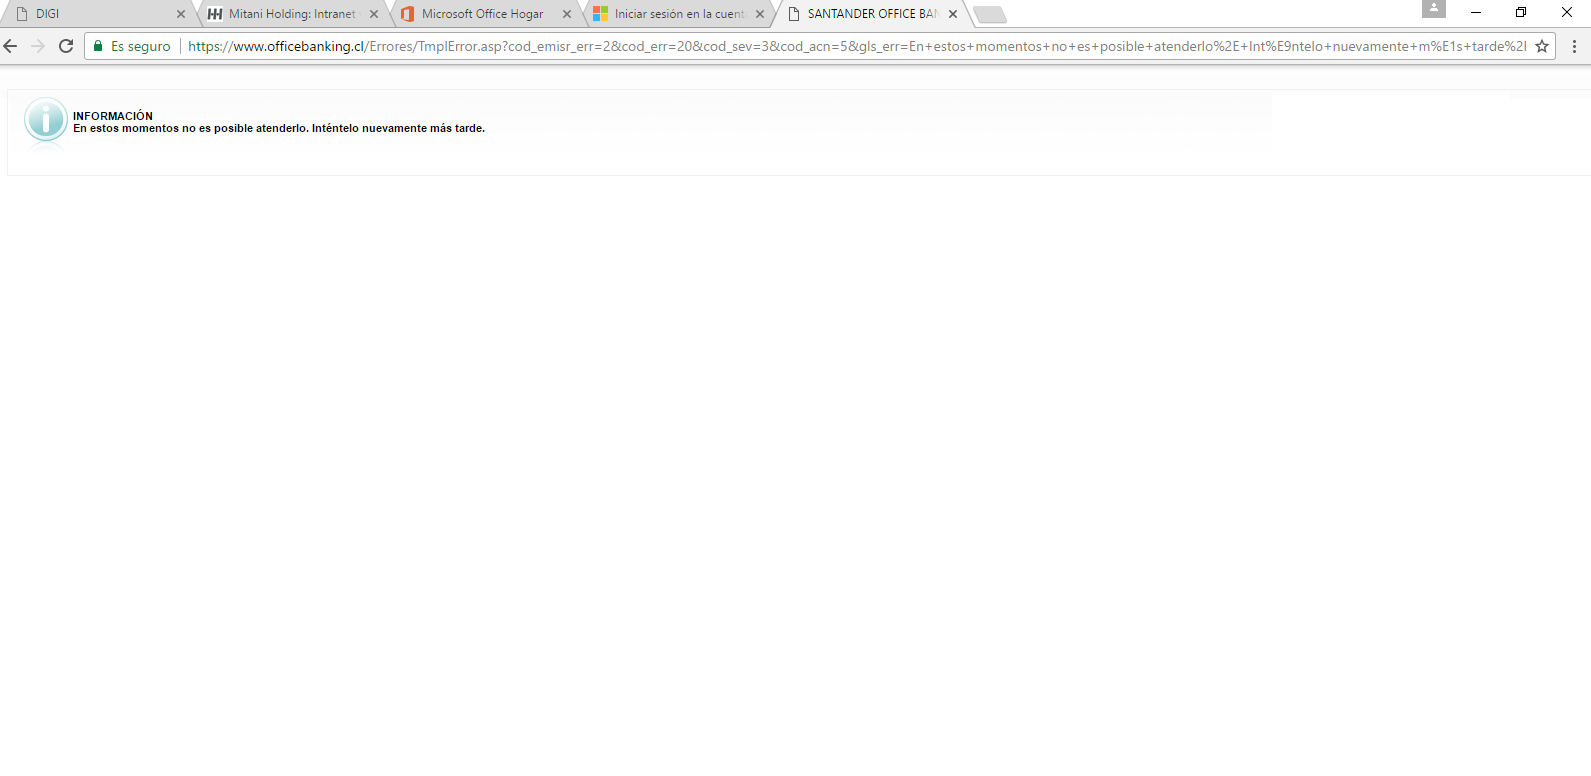 DIGI
Mitani Holding: Intranet
Microsoft Office Hogar
Iniciar sesión en la cuent
SANTANDER OFFICE BAN
Es seguro
https://www.officebanking.cl/Errores/TmplError.asp?cod_emisr_err=2&cod_err=20&cod_sev=3&cod_acn=5&gls_err=En+estos+momentos+no+es+posible+atenderlo%2E+Int%E9ntelo+nuevamente+m%E1s+tarde%2
INFORMACIÓN
En estos momentos no es posible atenderlo. Inténtelo nuevamente más tarde.